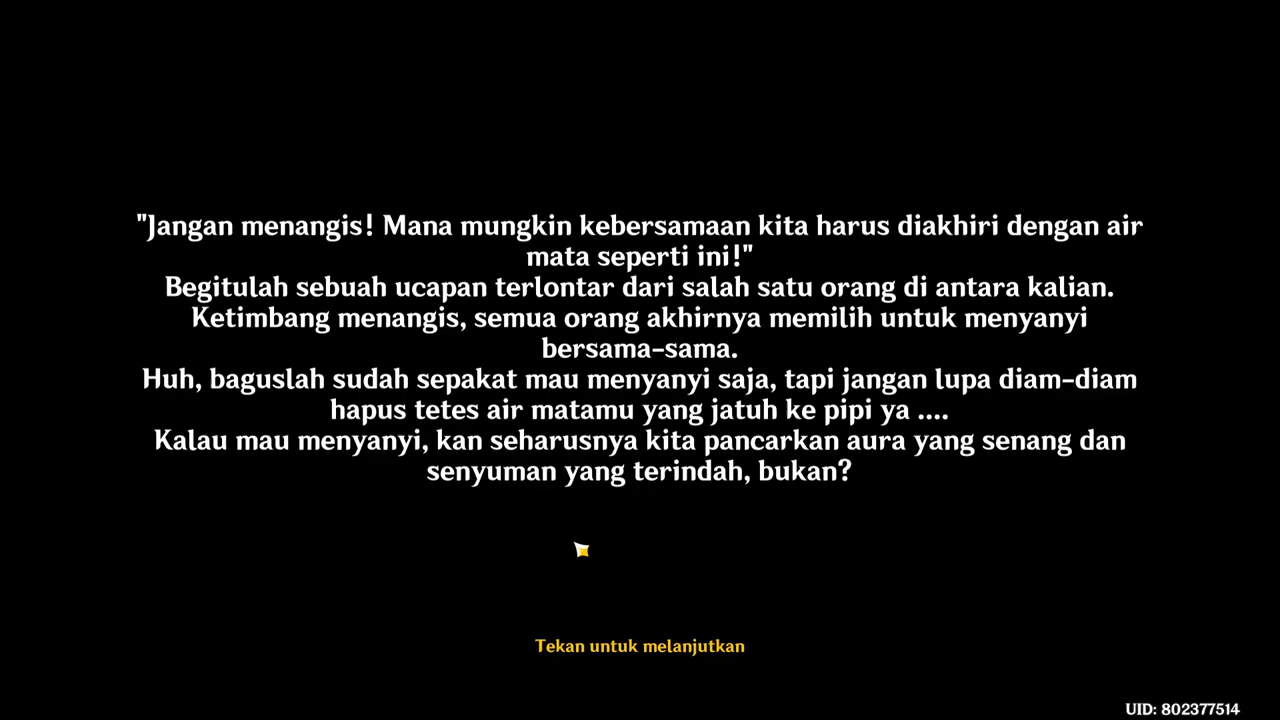 "Jangan menangis! Mana mungkin kebersamaan kita harus diakhiri dengan air
mata seperti ini!"
Begitulah sebuah ucapan terlontar dari salah satu orang di antara kalian.
Ketimbang menangis, semua orang akhirnya memilih untuk menyanyi
bersama-sama.
Huh, baguslah sudah sepakat mau menyanyi saja, tapi jangan lupa diam-diam
hapus tetes air matamu yang jatuh ke pipi ya ....
Kalau mau menyanyi, kan seharusnya kita pancarkan aura yang senang dan
senyuman yang terindah, bukan?
Tekan untuk melanjutkan
UID: 802377514